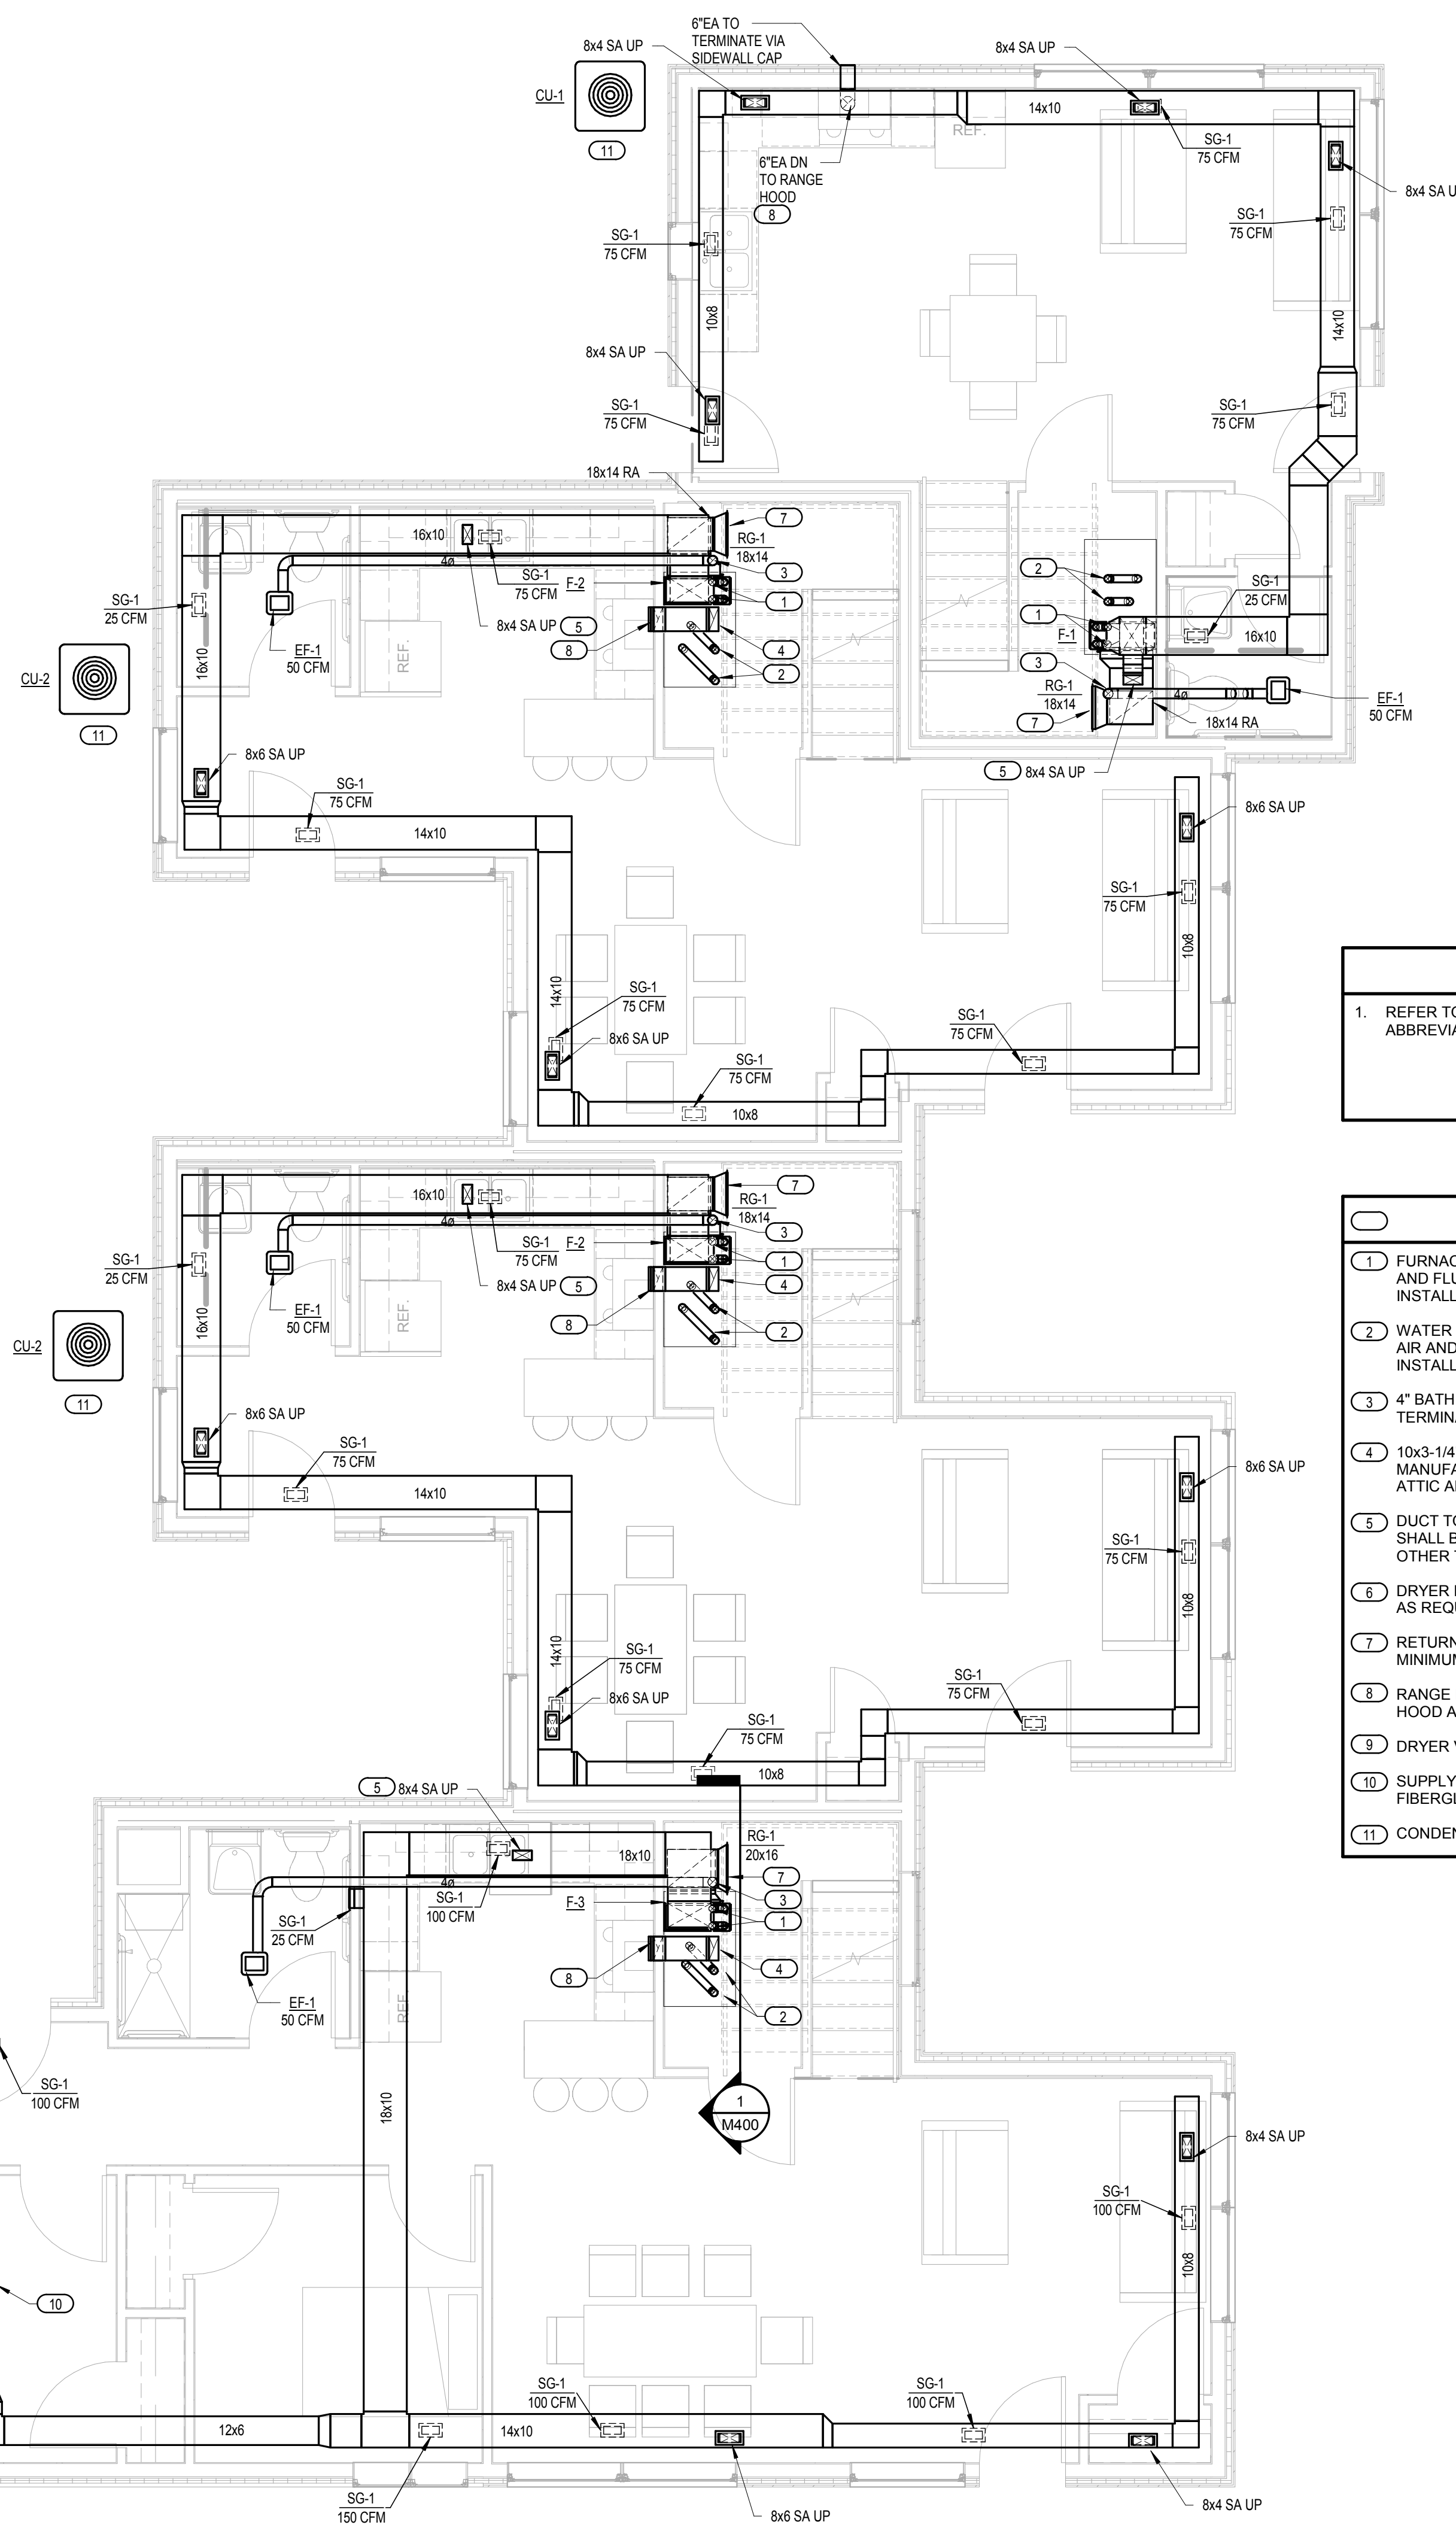 6"EA TO
TERMINATE VIA
SIDEWALL CAP
8x4 SA UP
8x4 SA UP
CU-1
11
14x10
REF.
SG-1
75 CFM
6"EA DN
TO RANGE
HOOD
8
8x4 SA U
SG-1
75 CFM
SG-1
75 CFM
10x8
14x10
8x4 SA UP
SG-1
75 CFM
SG-1
75 CFM
18x14 RA
7
16x10
RG-1
18x14
4ø
3
SG-1
75 CFM
F-2
1
SG-1
25 CFM
8x4 SA UP
5
EF-1
50 CFM
8
4
2
16x10
REF.
CU-2
11
2
SG-1
25 CFM
1
F-1
16x10
3
RG-1
18x14
4ø
7
18x14 RA
EF-1
50 CFM
5
8x4 SA UP
8x6 SA UP
SG-1
75 CFM
14x10
8x6 SA UP
SG-1
75 CFM
10x8
14x10
SG-1
75 CFM
8x6 SA UP
SG-1
75 CFM
SG-1
75 CFM
10x8
1. REFER TO
ABBREVIA
7
16x10
RG-1
18x14
4ø
3
SG-1
75 CFM
F-2
1
SG-1
25 CFM
8x4 SA UP
5
4
EF-1
50 CFM
8
2
16x10
REF.
CU-2
11
8x6 SA UP
SG-1
75 CFM
14x10
8x6 SA UP
SG-1
75 CFM
10x8
14x10
SG-1
75 CFM
8x6 SA UP
SG-1
75 CFM
SG-1
75 CFM
10x8
1 FURNAC
AND FLU
INSTALL
2 WATER
AIR AND
INSTALL
3 4" BATH
TERMINA
4 10x3-1/4
MANUFA
ATTIC A
5 DUCT TO
SHALL B
OTHER
6
DRYER
AS REQU
7 RETURN
MINIMUM
8 RANGE
HOOD A
9 DRYER
10 SUPPLY
FIBERGL
11 CONDEN
5
8x4 SA UP
18x10
RG-1
20x16
7
4ø
3
SG-1
100 CFM
F-3
1
SG-1
25 CFM
4
8
EF-1
50 CFM
2
REF.
SG-1
100 CFM
18x10
1
M400
8x4 SA UP
SG-1
100 CFM
10x8
10
SG-1
100 CFM
SG-1
100 CFM
12x6
14x10
SG-1
150 CFM
8x6 SA UP
8x4 SA UP